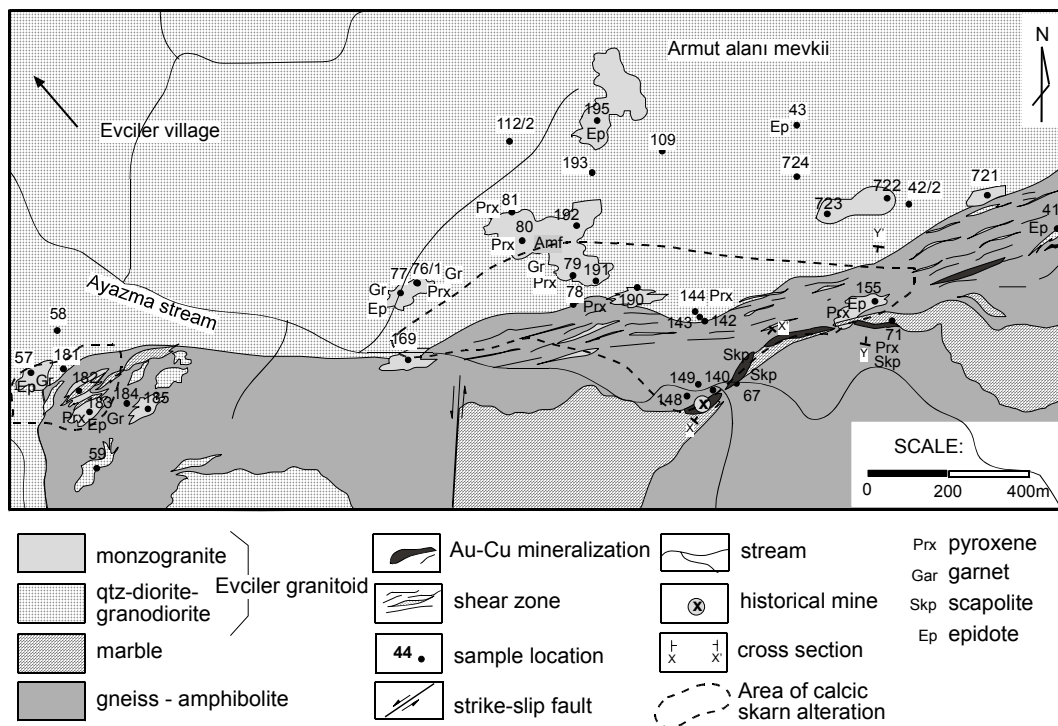 Armut alanı mevkii
N
Evciler village
195
Ep
43
Ep
112/2
109
193
724
721
722
42/2
723
81
Prx
192
80
Prx
Amf
41
Ep
Y'
77
76/1
Gr
Gr
Prx
Ep
79
Gr
Prx
191
78
Prx
190
144
Prx
143
142
155
Ep
Prx
X'
Y
71
Prx
Skp
Ayazma stream
58
57
181
Ep
Gr
182
183
184
185
Prx
Ep
Gr
59
169
Skp
Skp
149
140
148
67
x
X
SCALE:
0
200
400m
monzogranite
qtz-diorite-
granodiorite
Evciler granitoid
marble
gneiss - amphibolite
Au-Cu mineralization
shear zone
44
sample location
strike-slip fault
stream
x
historical mine
X
X'
cross section
Area of calcic
skarn alteration
Prx pyroxene
Gar garnet
Skp scapolite
Ep epidote